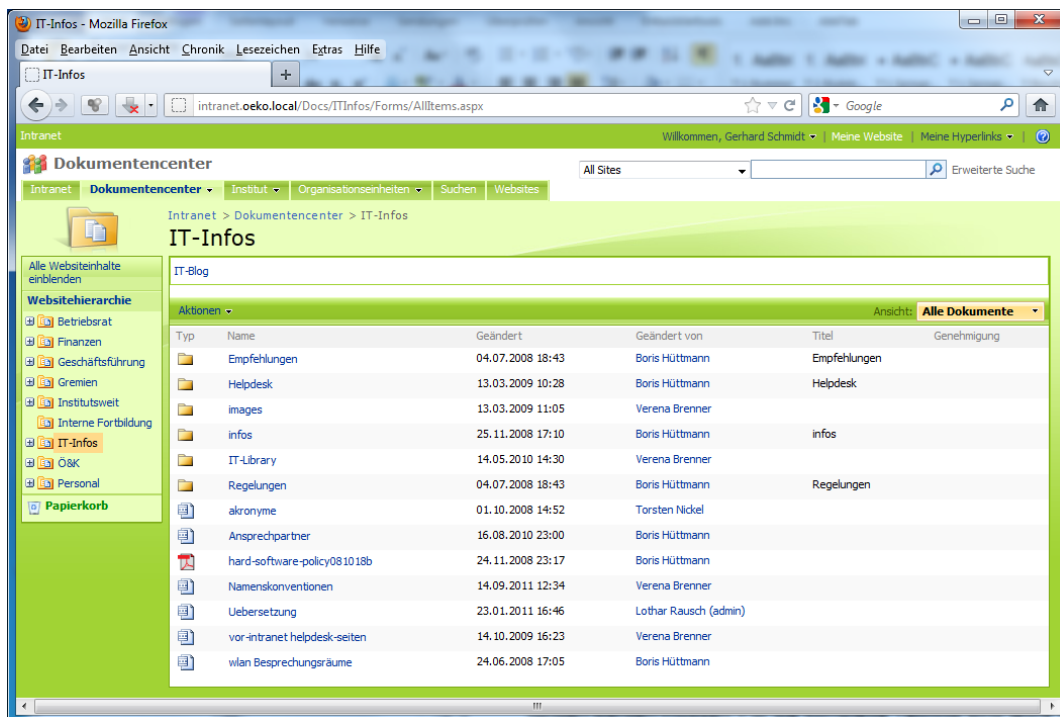 IT-Infos - Mozilla Firefox
Datei Bearbeiten Ansicht Chronik Lesezeichen Extras Hilfe
IT-Infos +
intranet.oeko.local/Docs/ITInfos/Forms/AllItems.aspx Google
Intranet Willkommen, Gerhard Schmidt | Meine Website | Meine Hyperlinks |
Dokumentencenter All Sites Erweiterte Suche
Intranet Dokumentencenter Institut Organisationseinheiten Suchen Websites
Intranet > Dokumentencenter > IT-Infos
IT-Infos
Alle Websiteinhalte
einblenden
Websitehierarchie
Betriebsrat
Finanzen
Geschäftsführung
Gremien
Institutsweit
Interne Fortbildung
IT-Infos
Ö&K
Personal
Papierkorb
IT-Blog
Aktionen Ansicht: Alle Dokumente
Typ Name Geändert Geändert von Titel Genehmigung
Empfehlungen 04.07.2008 18:43 Boris Hüttmann Empfehlungen
Helpdesk 13.03.2009 10:28 Boris Hüttmann Helpdesk
images 13.03.2009 11:05 Verena Brenner
infos 25.11.2008 17:10 Boris Hüttmann infos
IT-Library 14.05.2010 14:30 Verena Brenner
Regelungen 04.07.2008 18:43 Boris Hüttmann Regelungen
akronyme 01.10.2008 14:52 Torsten Nickel
Ansprechpartner 16.08.2010 23:00 Boris Hüttmann
hard-software-policy081018b 24.11.2008 23:17 Boris Hüttmann
Namenskonventionen 14.09.2011 12:34 Verena Brenner
Uebersetzung 23.01.2011 16:46 Lothar Rausch (admin)
vor-intranet helpdesk-seiten 14.10.2009 16:23 Verena Brenner
wlan Besprechungsräume 24.06.2008 17:05 Boris Hüttmann